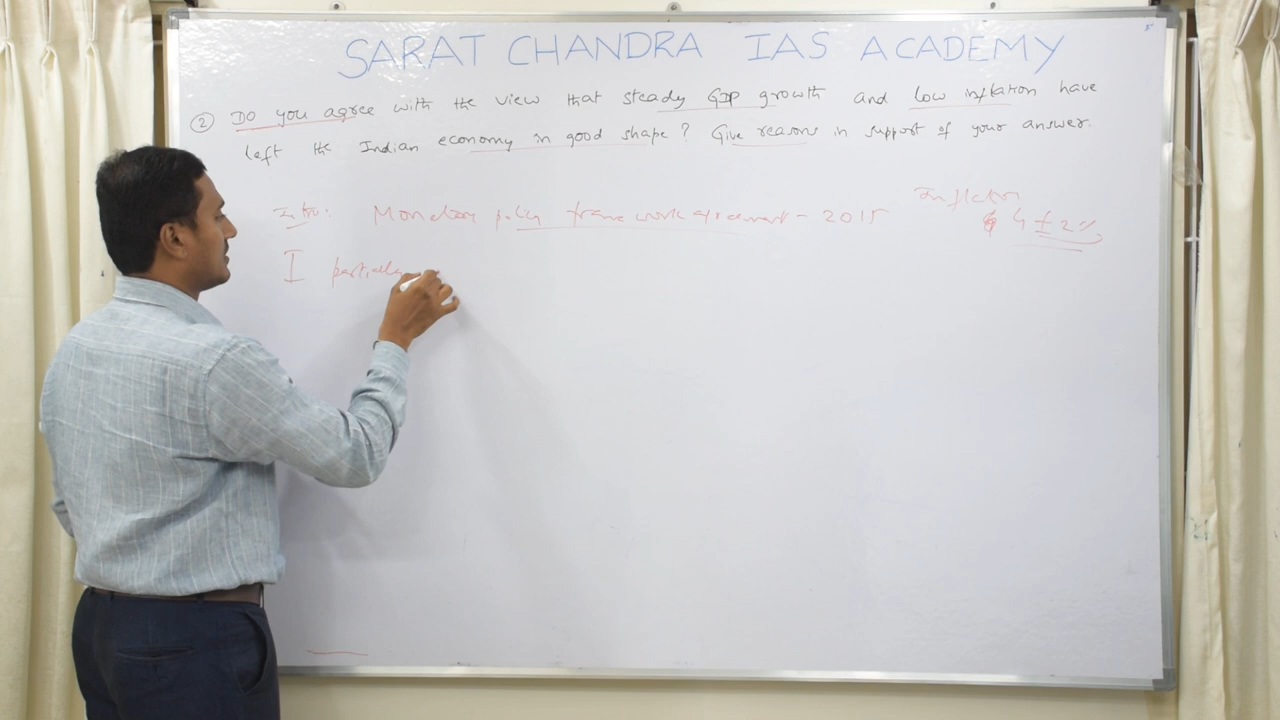 SARAT CHANDRA IAS ACADEMY
② Do you agree with the view that steady GDP growth and low inflation have
left the Indian economy in good shape? Give reasons in support of your answer.
Intro: Monetary policy frame work agreement - 2015
Inflation
4 ± 2%
I partially